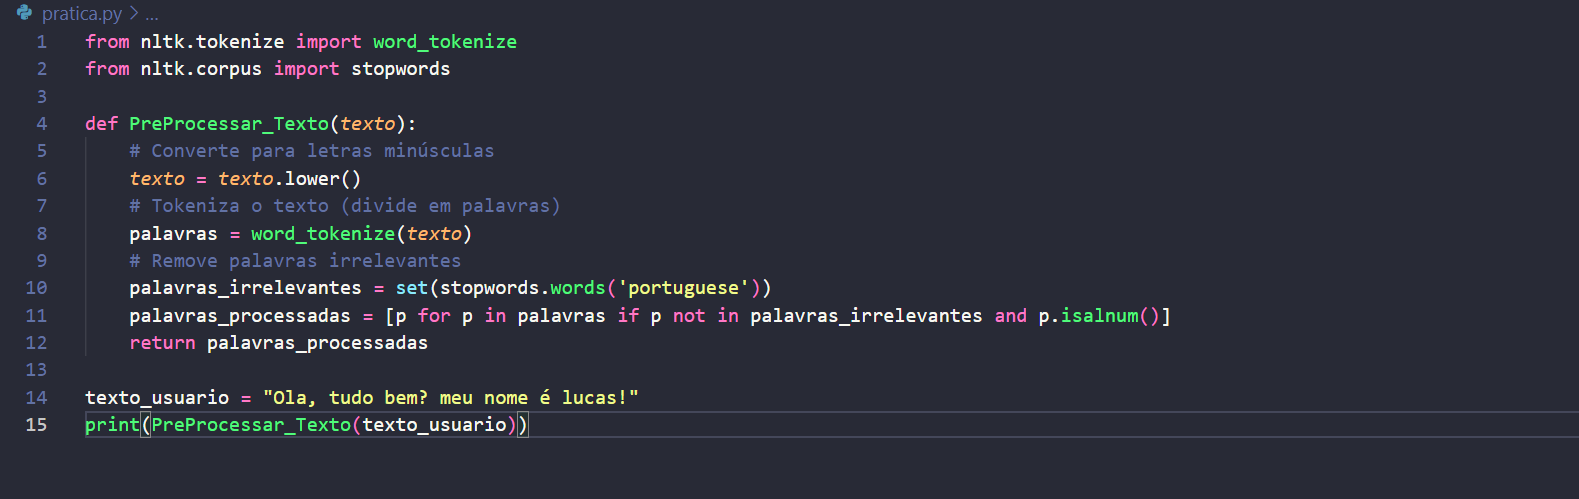 pratica.py > ...
1 from nltk.tokenize import word_tokenize
2 from nltk.corpus import stopwords
3
4 def PreProcessar_Texto(texto):
5     # Converte para letras minúsculas
6     texto = texto.lower()
7     # Tokeniza o texto (divide em palavras)
8     palavras = word_tokenize(texto)
9     # Remove palavras irrelevantes
10     palavras_irrelevantes = set(stopwords.words('portuguese'))
11     palavras_processadas = [p for p in palavras if p not in palavras_irrelevantes and p.isalnum()]
12     return palavras_processadas
13
14 texto_usuario = "Ola, tudo bem? meu nome é lucas!"
15 print(PreProcessar_Texto(texto_usuario))